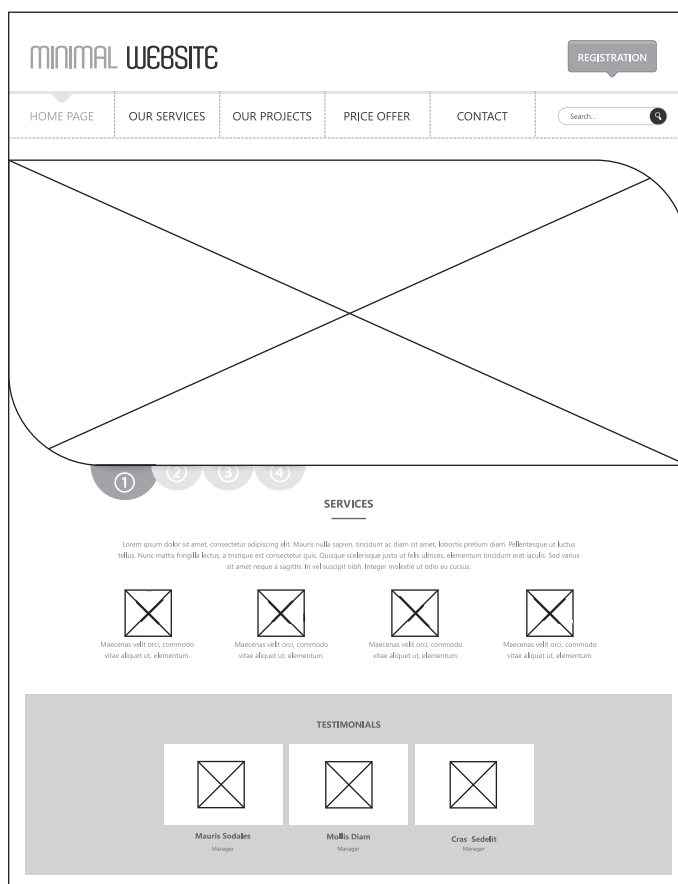 MINIMAL WEBSITE
REGISTRATION
HOME PAGE
OUR SERVICES
OUR PROJECTS
PRICE OFFER
CONTACT
Search...
1
2
3
4
SERVICES
Lorem ipsum dolor sit amet, consectetur adipiscing elit. Mauris nulla sapien, tincidunt ac diam sit amet, lobortis pretium diam. Pellentesque ut luctus
tellus. Nunc mattis fringilla lectus, a tristique est consectetur quis. Quisque scelerisque justo ut felis ultrices, elementum tincidunt erat iaculis. Sed varius
sit amet neque a sagittis. In vel suscipit nibh. Integer molestie ut odio eu cursus.
Maecenas velit orci, commodo
vitae aliquet ut, elementum.
Maecenas velit orci, commodo
vitae aliquet ut, elementum.
Maecenas velit orci, commodo
vitae aliquet ut, elementum.
Maecenas velit orci, commodo
vitae aliquet ut, elementum.
TESTIMONIALS
Mauris Sodales
Manager
Mollis Diam
Manager
Cras Sedelit
Manager